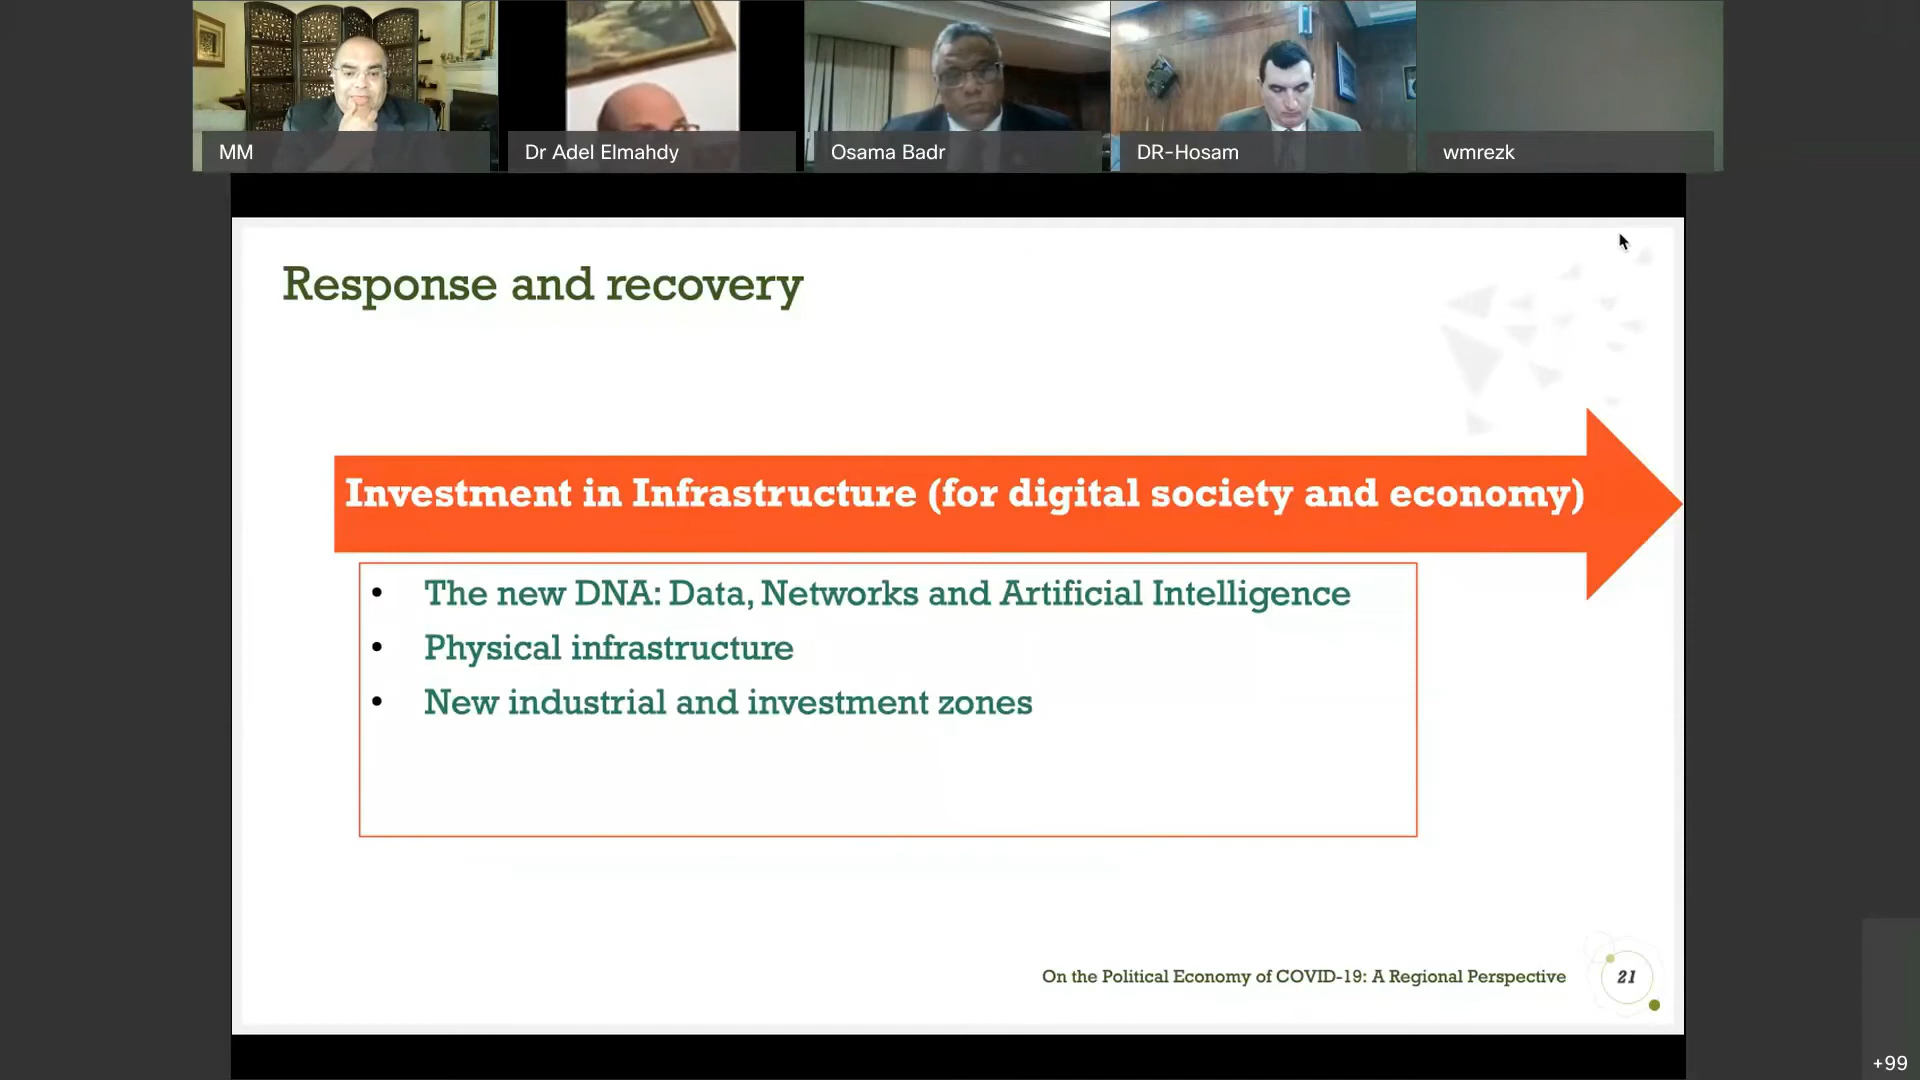 MM
Dr Adel Elmahdy
Osama Badr
DR-Hosam
wmrezk
Response and recovery
Investment in Infrastructure (for digital society and economy)
• The new DNA: Data, Networks and Artificial Intelligence
• Physical infrastructure
• New industrial and investment zones
On the Political Economy of COVID-19: A Regional Perspective
21
+99